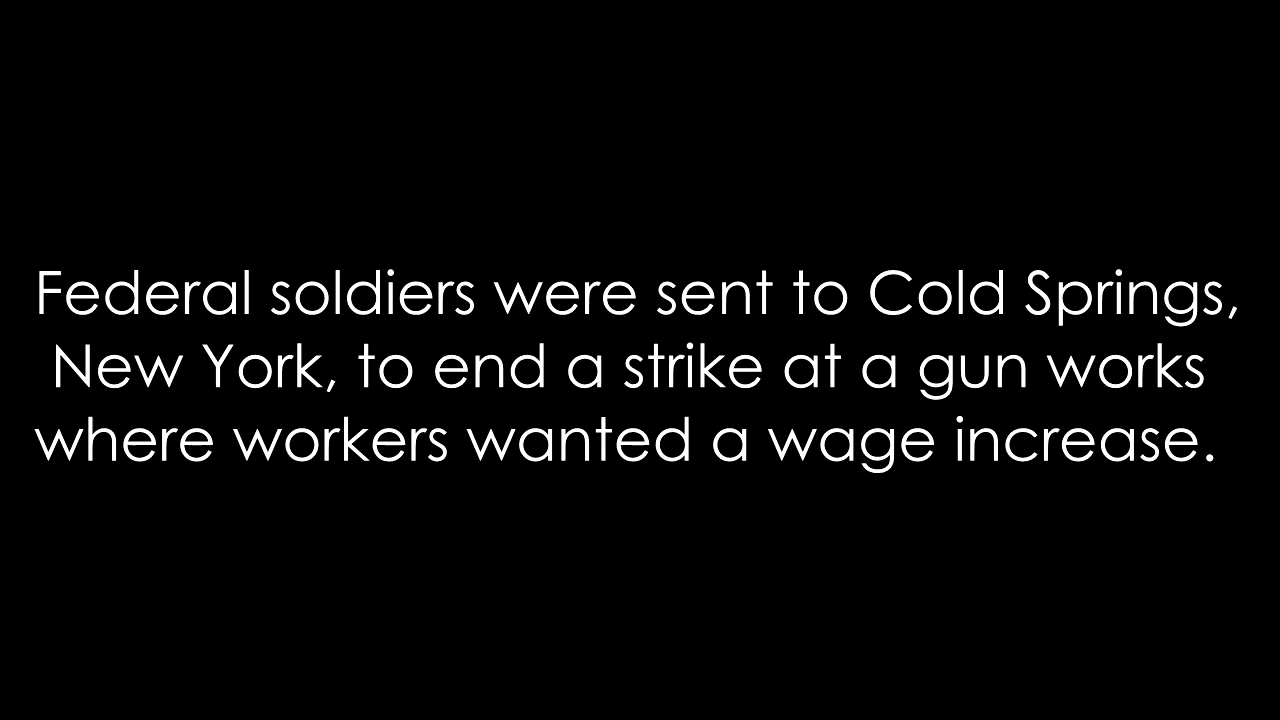 Federal soldiers were sent to Cold Springs,
New York, to end a strike at a gun works
where workers wanted a wage increase.